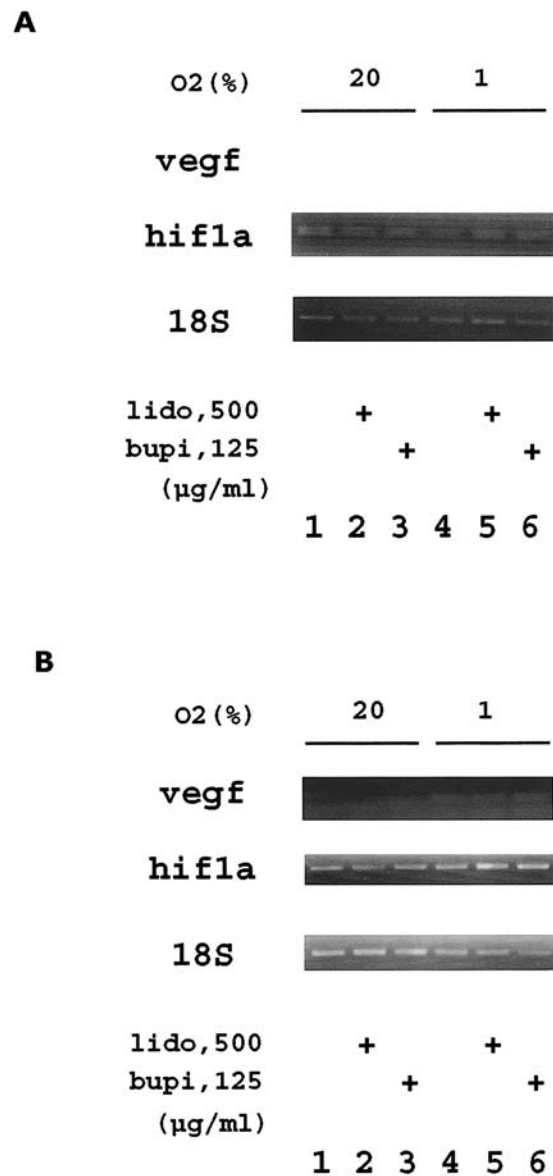 A
O2(%) 20 1
vegf
hif1a
18S
lido,500 + +
bupi,125 + +
(μg/ml)
1 2 3 4 5 6
B
O2(%) 20 1
vegf
hif1a
18S
lido,500 + +
bupi,125 + +
(μg/ml)
1 2 3 4 5 6